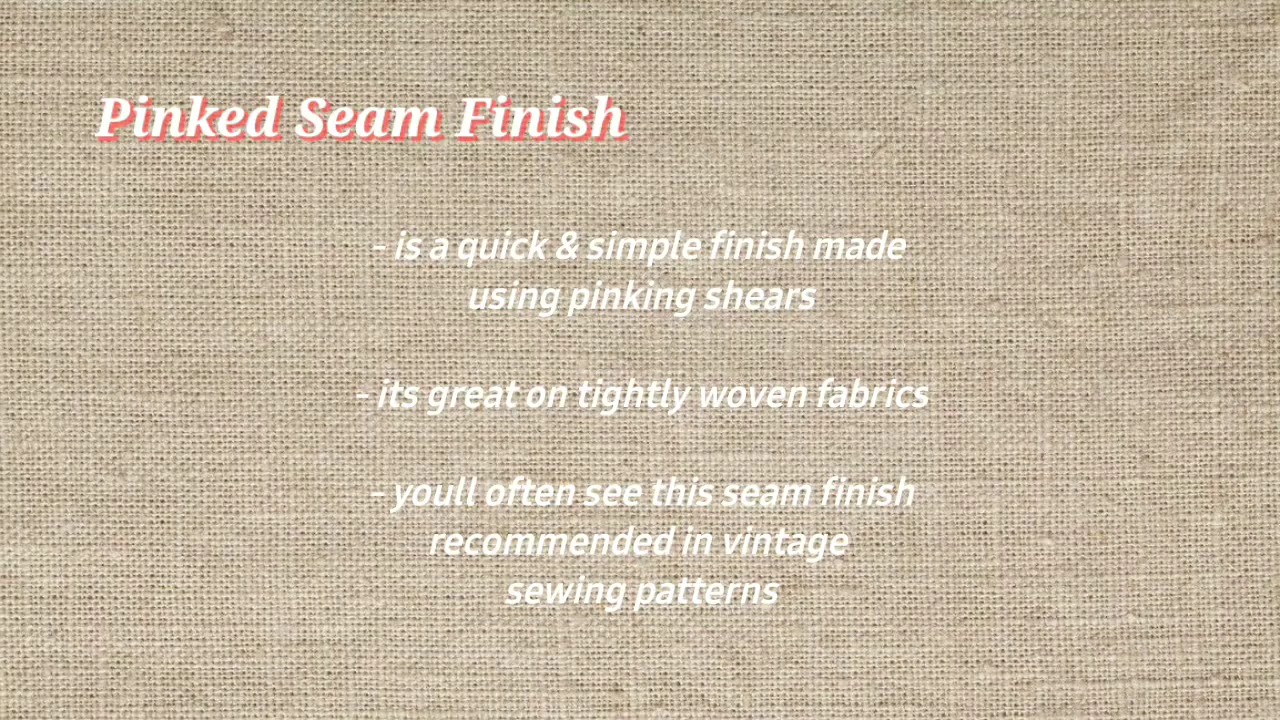 Pinked Seam Finish
- is a quick & simple finish made
using pinking shears
- its great on tightly woven fabrics
- youll often see this seam finish
recommended in vintage
sewing patterns